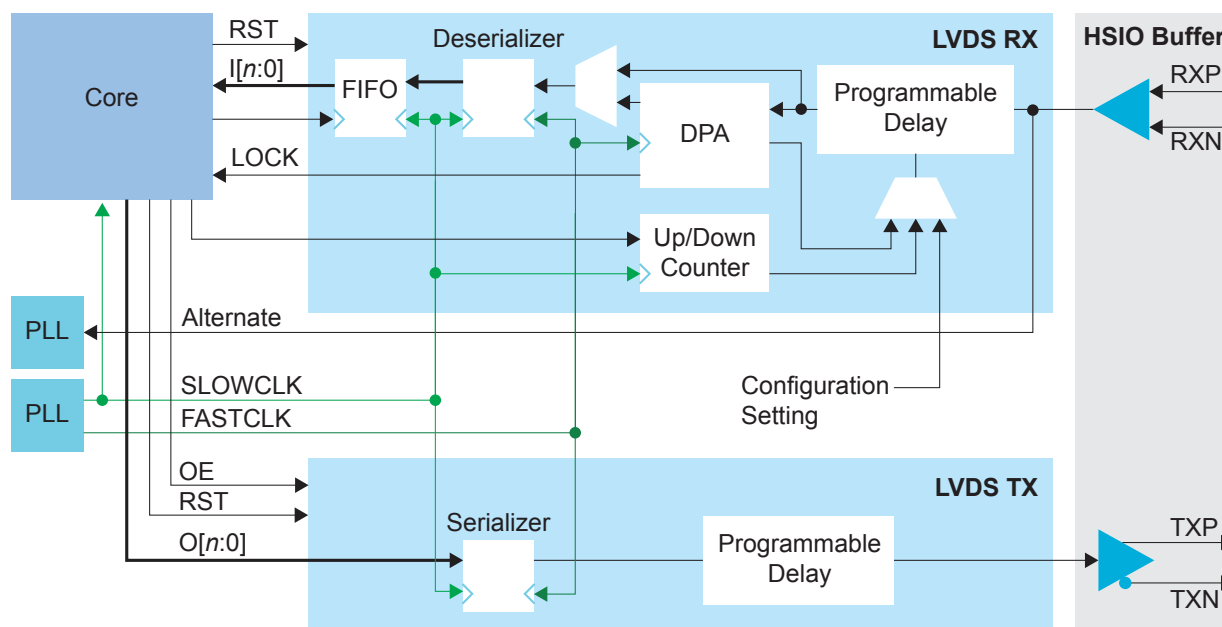 RST
Deserializer
LVDS RX
HSIO Buffer
I[n:0]
Core
FIFO
Programmable
Delay
RXP
DPA
RXN
LOCK
Up/Down
Counter
Alternate
PLL
SLOWCLK
Configuration
Setting
PLL
FASTCLK
OE
LVDS TX
RST
Serializer
O[n:0]
Programmable
Delay
TXP
TXN